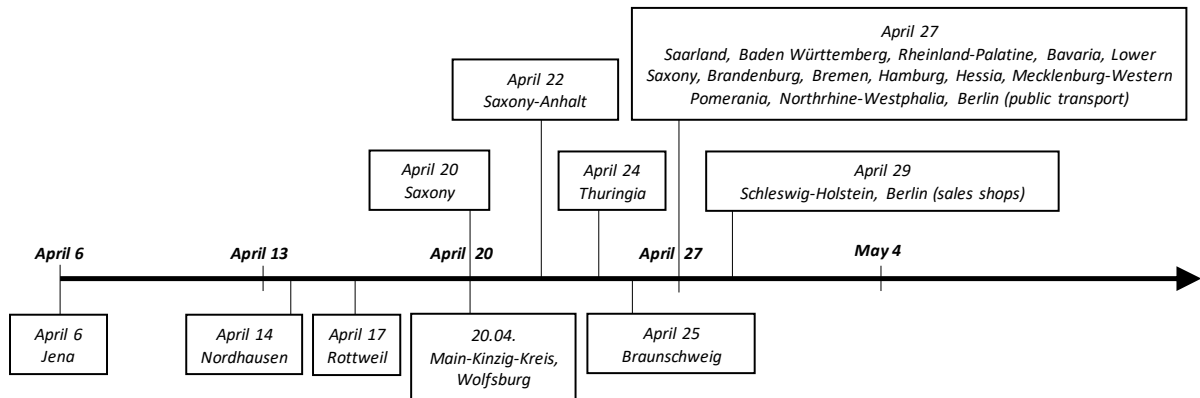 April 27
Saarland, Baden Württemberg, Rheinland-Palatine, Bavaria, Lower
Saxony, Brandenburg, Bremen, Hamburg, Hessia, Mecklenburg-Western
Pomerania, Northrhine-Westphalia, Berlin (public transport)
April 22
Saxony-Anhalt
April 20
Saxony
April 24
Thuringia
April 29
Schleswig-Holstein, Berlin (sales shops)
April 6
April 13
April 20
April 27
May 4
April 6
Jena
April 14
Nordhausen
April 17
Rottweil
20.04.
Main-Kinzig-Kreis,
Wolfsburg
April 25
Braunschweig